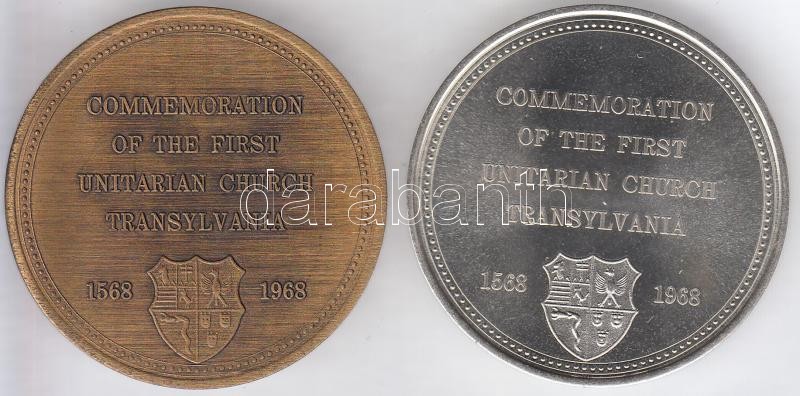 COMMEMORATION
OF THE FIRST
UNITARIAN CHURCH
TRANSYLVANIA
1568 1968
COMMEMORATION
OF THE FIRST
UNITARIAN CHURCH
TRANSYLVANIA
1568 1968
darabanth